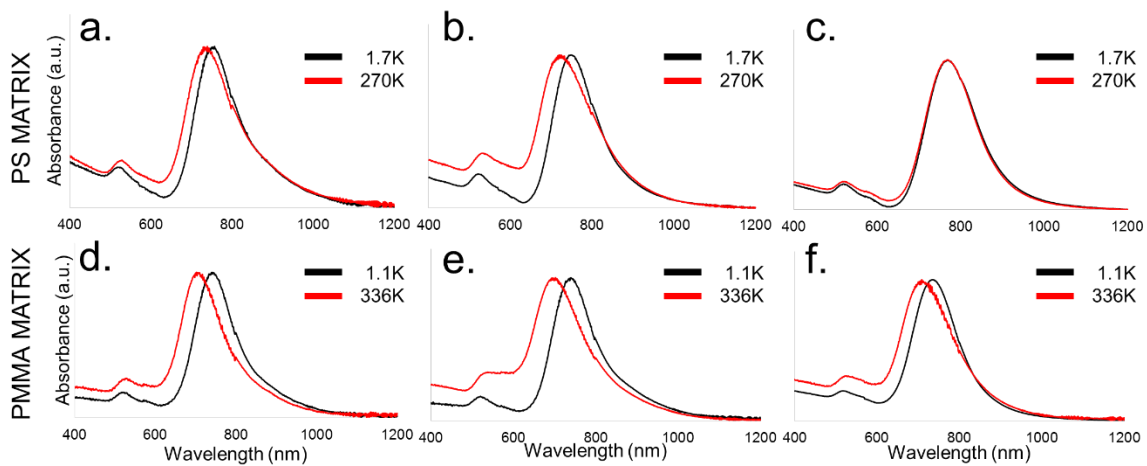 PS MATRIX
Absorbance (a.u.)
a.
1.7K
270K
400 600 800 1000 1200
b.
1.7K
270K
400 600 800 1000 1200
c.
1.7K
270K
400 600 800 1000 1200
PMMA MATRIX
Absorbance (a.u.)
d.
1.1K
336K
400 600 800 1000 1200
Wavelength (nm)
e.
1.1K
336K
400 600 800 1000 1200
Wavelength (nm)
f.
1.1K
336K
400 600 800 1000 1200
Wavelength (nm)